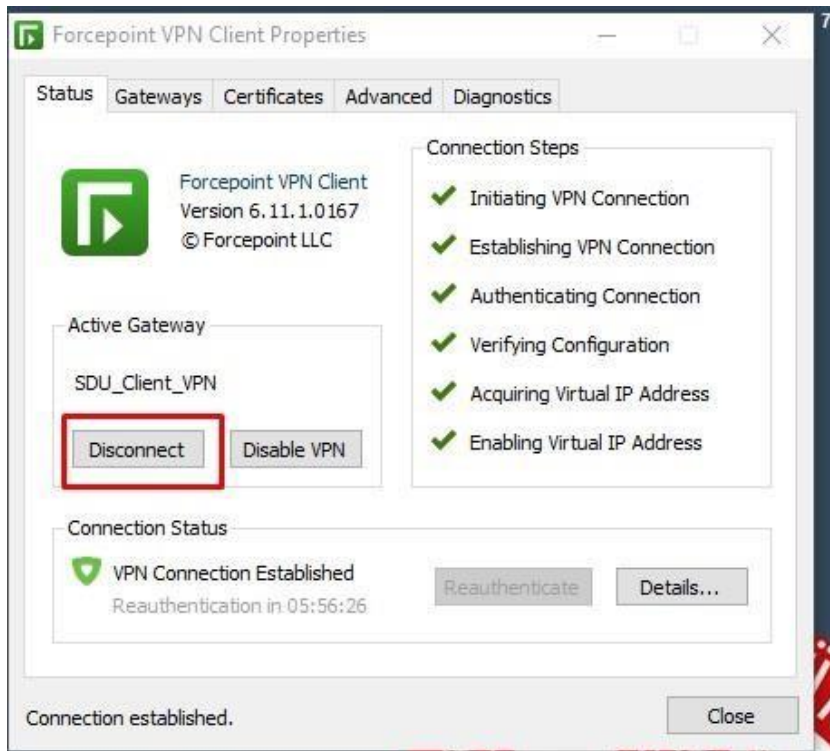 Forcepoint VPN Client Properties
Status Gateways Certificates Advanced Diagnostics
Forcepoint VPN Client
Version 6.11.1.0167
© Forcepoint LLC
Active Gateway
SDU_Client_VPN
Disconnect Disable VPN
Connection Steps
Initiating VPN Connection
Establishing VPN Connection
Authenticating Connection
Verifying Configuration
Acquiring Virtual IP Address
Enabling Virtual IP Address
Connection Status
VPN Connection Established
Reauthentication in 05:56:26
Reauthenticate Details...
Connection established.
Close